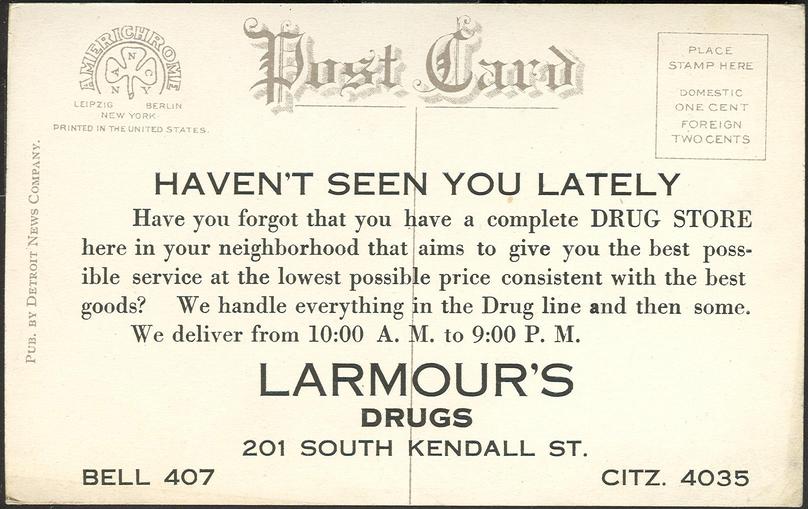 AMERICHROME
N
A N
N C Y
LEIPZIG BERLIN
NEW YORK
PRINTED IN THE UNITED STATES.
Post Card
PLACE
STAMP HERE
DOMESTIC
ONE CENT
FOREIGN
TWO CENTS
PUB. BY DETROIT NEWS COMPANY.
HAVEN'T SEEN YOU LATELY
Have you forgot that you have a complete DRUG STORE
here in your neighborhood that aims to give you the best poss-
ible service at the lowest possible price consistent with the best
goods? We handle everything in the Drug line and then some.
We deliver from 10:00 A. M. to 9:00 P. M.
LARMOUR'S
DRUGS
201 SOUTH KENDALL ST.
BELL 407 CITZ. 4035